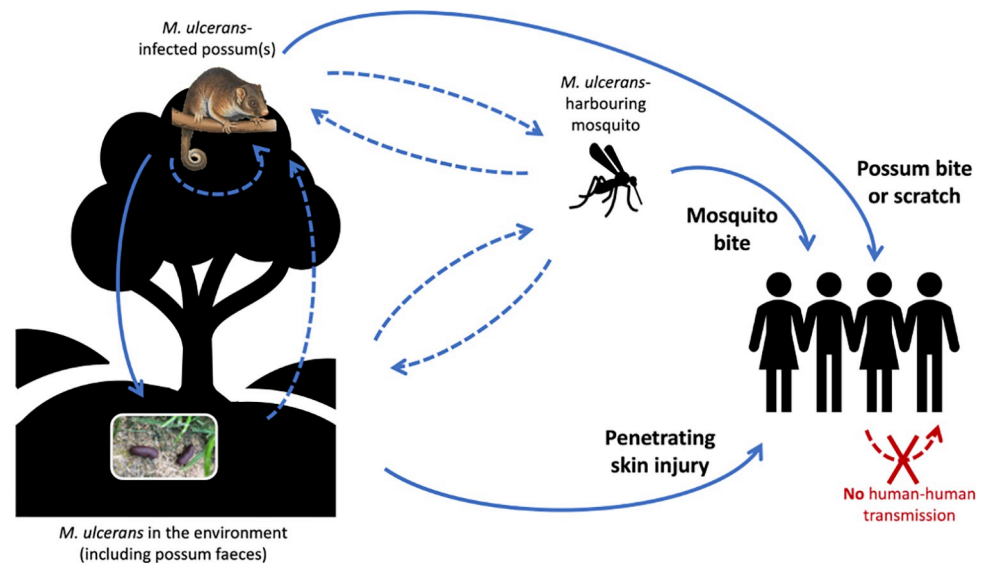 M. ulcerans-
infected possum(s)
M. ulcerans-
harbouring
mosquito
Possum bite
or scratch
Mosquito
bite
Penetrating
skin injury
No human-human
transmission
M. ulcerans in the environment
(including possum faeces)